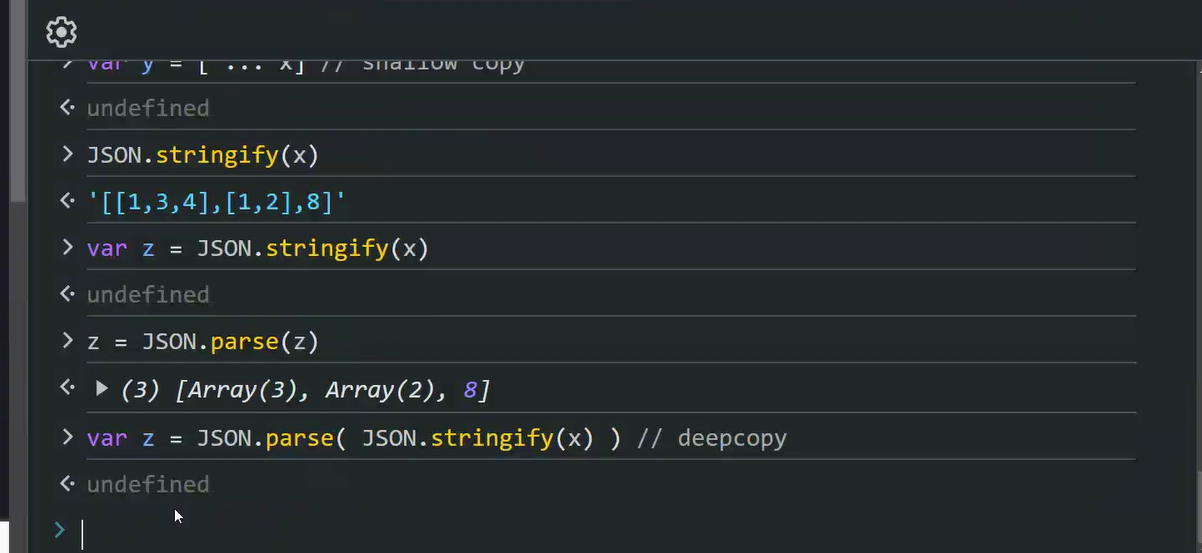 > var y = [ ... x] // shallow copy
<· undefined
> JSON.stringify(x)
<· '[[1,3,4],[1,2],8]'
> var z = JSON.stringify(x)
<· undefined
> z = JSON.parse(z)
<· ▶ (3) [Array(3), Array(2), 8]
> var z = JSON.parse( JSON.stringify(x) ) // deepcopy
<· undefined
>